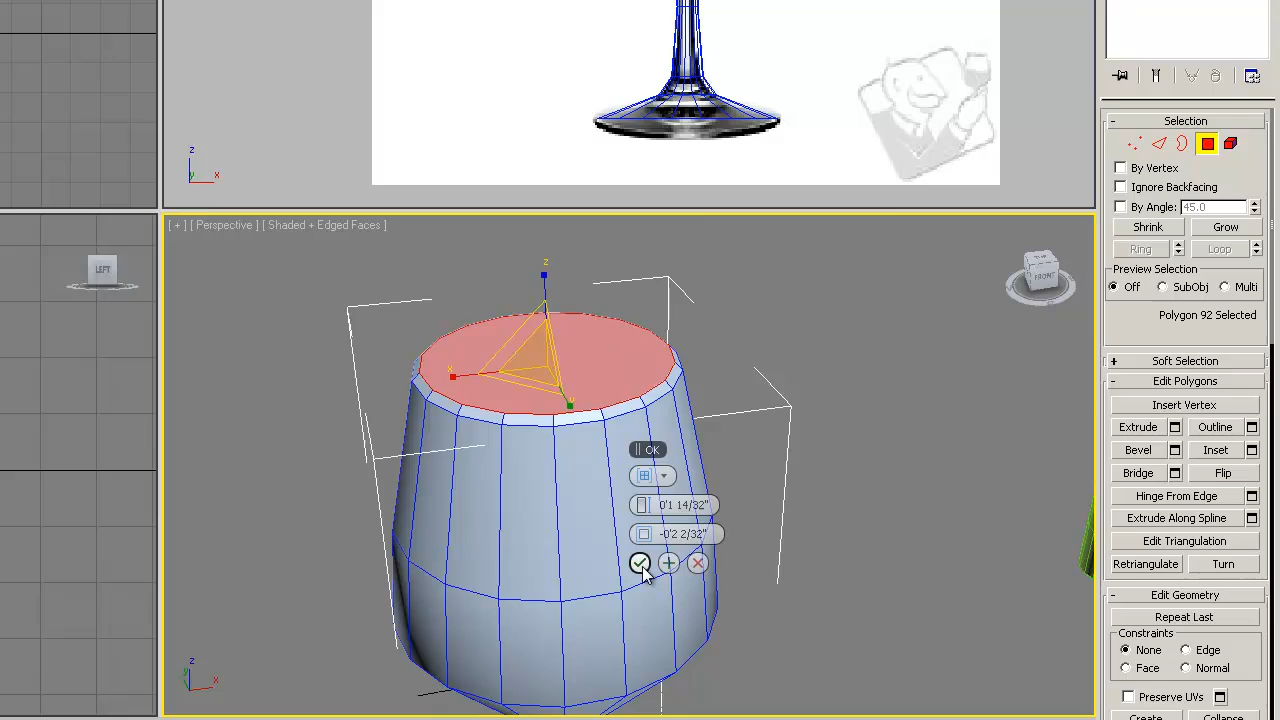 z
y x
LEFT
[ + ] [ Perspective ] [ Shaded + Edged Faces ]
z
x
TOP
FRONT
OK
0'1 14/32"
-0'2 2/32"
z
y x
Selection
By Vertex
Ignore Backfacing
By Angle: 45.0
Shrink Grow
Ring Loop
Preview Selection
Off SubObj Multi
Polygon 92 Selected
+ Soft Selection
- Edit Polygons
Insert Vertex
Extrude Outline
Bevel Inset
Bridge Flip
Hinge From Edge
Extrude Along Spline
Edit Triangulation
Retriangulate Turn
- Edit Geometry
Repeat Last
Constraints
None Edge
Face Normal
Preserve UVs